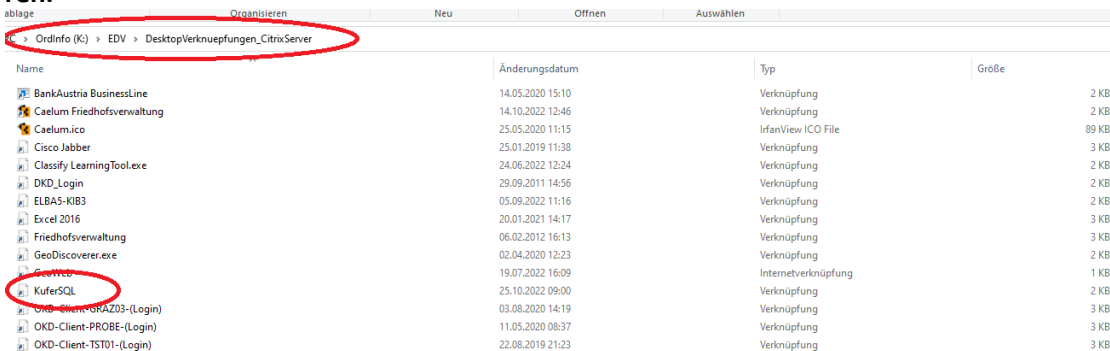 ren.
ablage Organisieren Neu Öffnen Auswählen
› OrdInfo (K:) › EDV › DesktopVerknuepfungen_CitrixServer
Name Änderungsdatum Typ Größe
BankAustria BusinessLine 14.05.2020 15:10 Verknüpfung 2 KB
Caelum Friedhofsverwaltung 14.10.2022 12:46 Verknüpfung 2 KB
Caelum.ico 25.05.2020 11:15 IrfanView ICO File 89 KB
Cisco Jabber 25.01.2019 11:38 Verknüpfung 3 KB
Classify LearningTool.exe 24.06.2022 12:24 Verknüpfung 2 KB
DKD_Login 29.09.2011 14:56 Verknüpfung 2 KB
ELBA5-KIB3 05.09.2022 11:16 Verknüpfung 2 KB
Excel 2016 20.01.2021 14:17 Verknüpfung 3 KB
Friedhofsverwaltung 06.02.2012 16:13 Verknüpfung 3 KB
GeoDiscoverer.exe 02.04.2020 12:23 Verknüpfung 2 KB
GeoWeb 19.07.2022 16:09 Internetverknüpfung 1 KB
KuferSQL 25.10.2022 09:00 Verknüpfung 2 KB
OKD-Client-GRAZ03-(Login) 03.08.2020 14:19 Verknüpfung 3 KB
OKD-Client-PROBE-(Login) 11.05.2020 08:37 Verknüpfung 3 KB
OKD-Client-TST01-(Login) 22.08.2019 21:23 Verknüpfung 3 KB